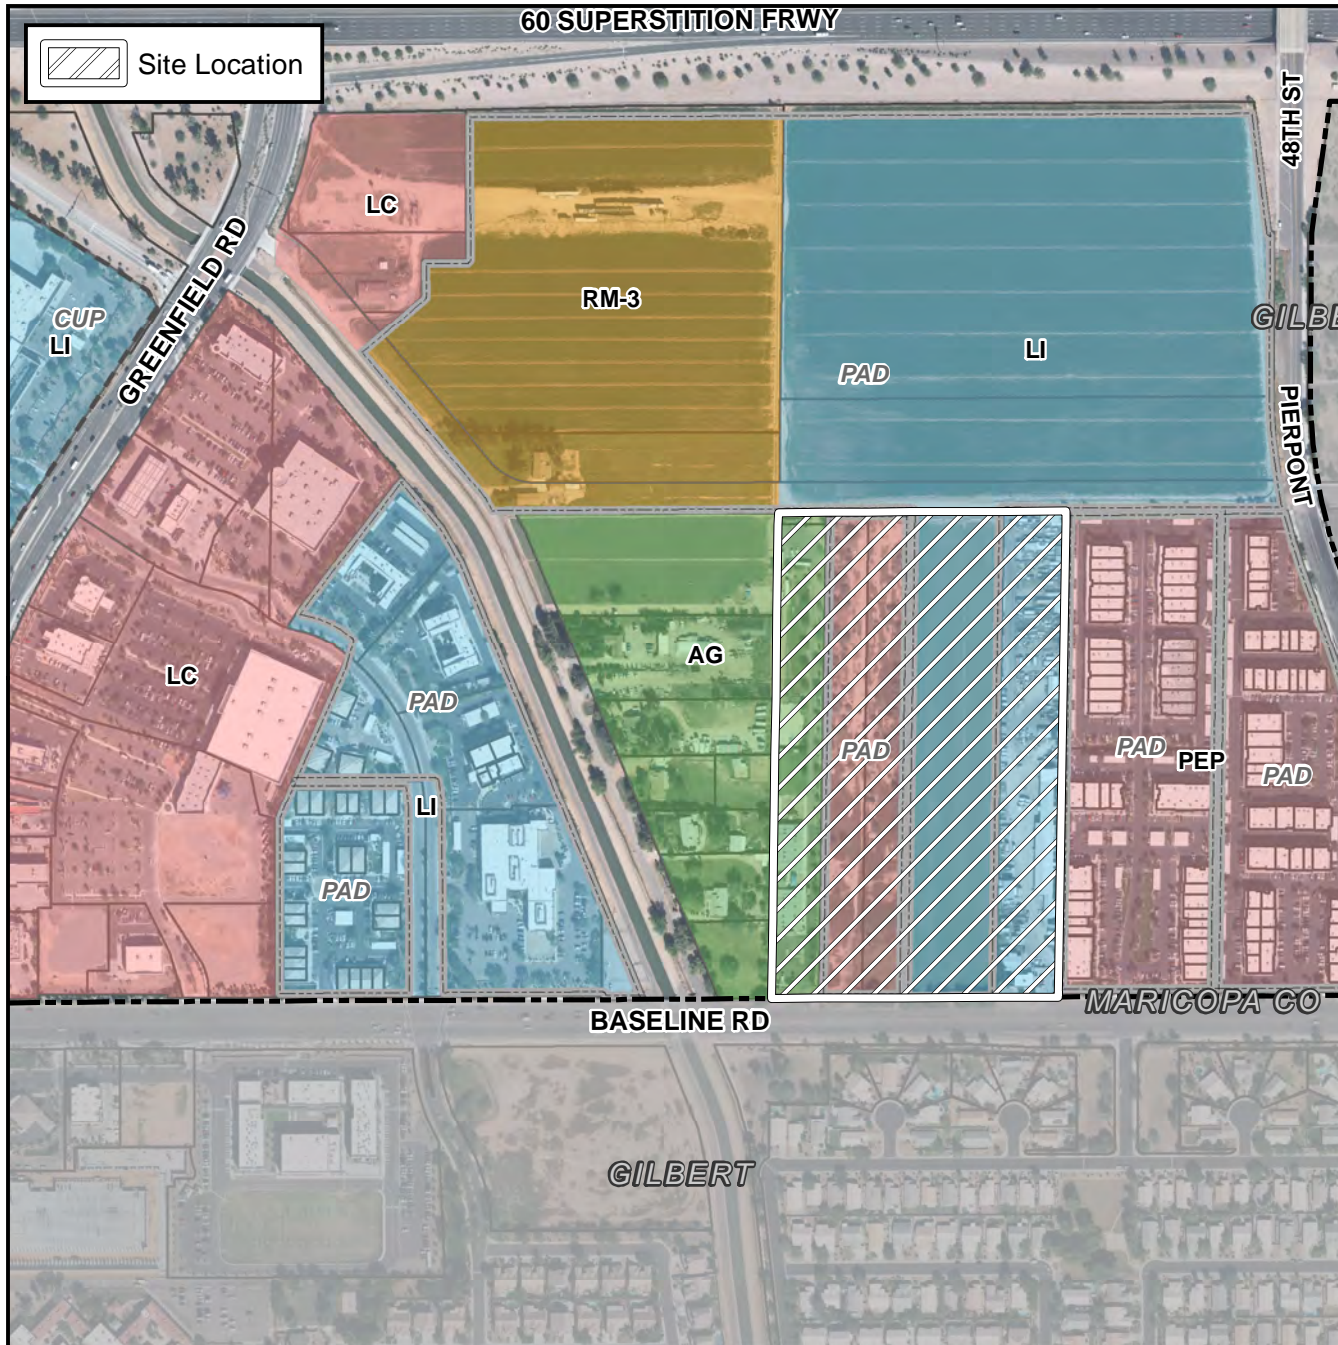 60 SUPERSTITION FRWY
Site Location
48TH ST
LC
GREENFIELD RD
RM-3
CUP
LI
GILBE
LI
PAD
PIERPONT
AG
LC
PAD
PAD
PAD
PEP
PAD
LI
PAD
MARICOPA CO
BASELINE RD
GILBERT